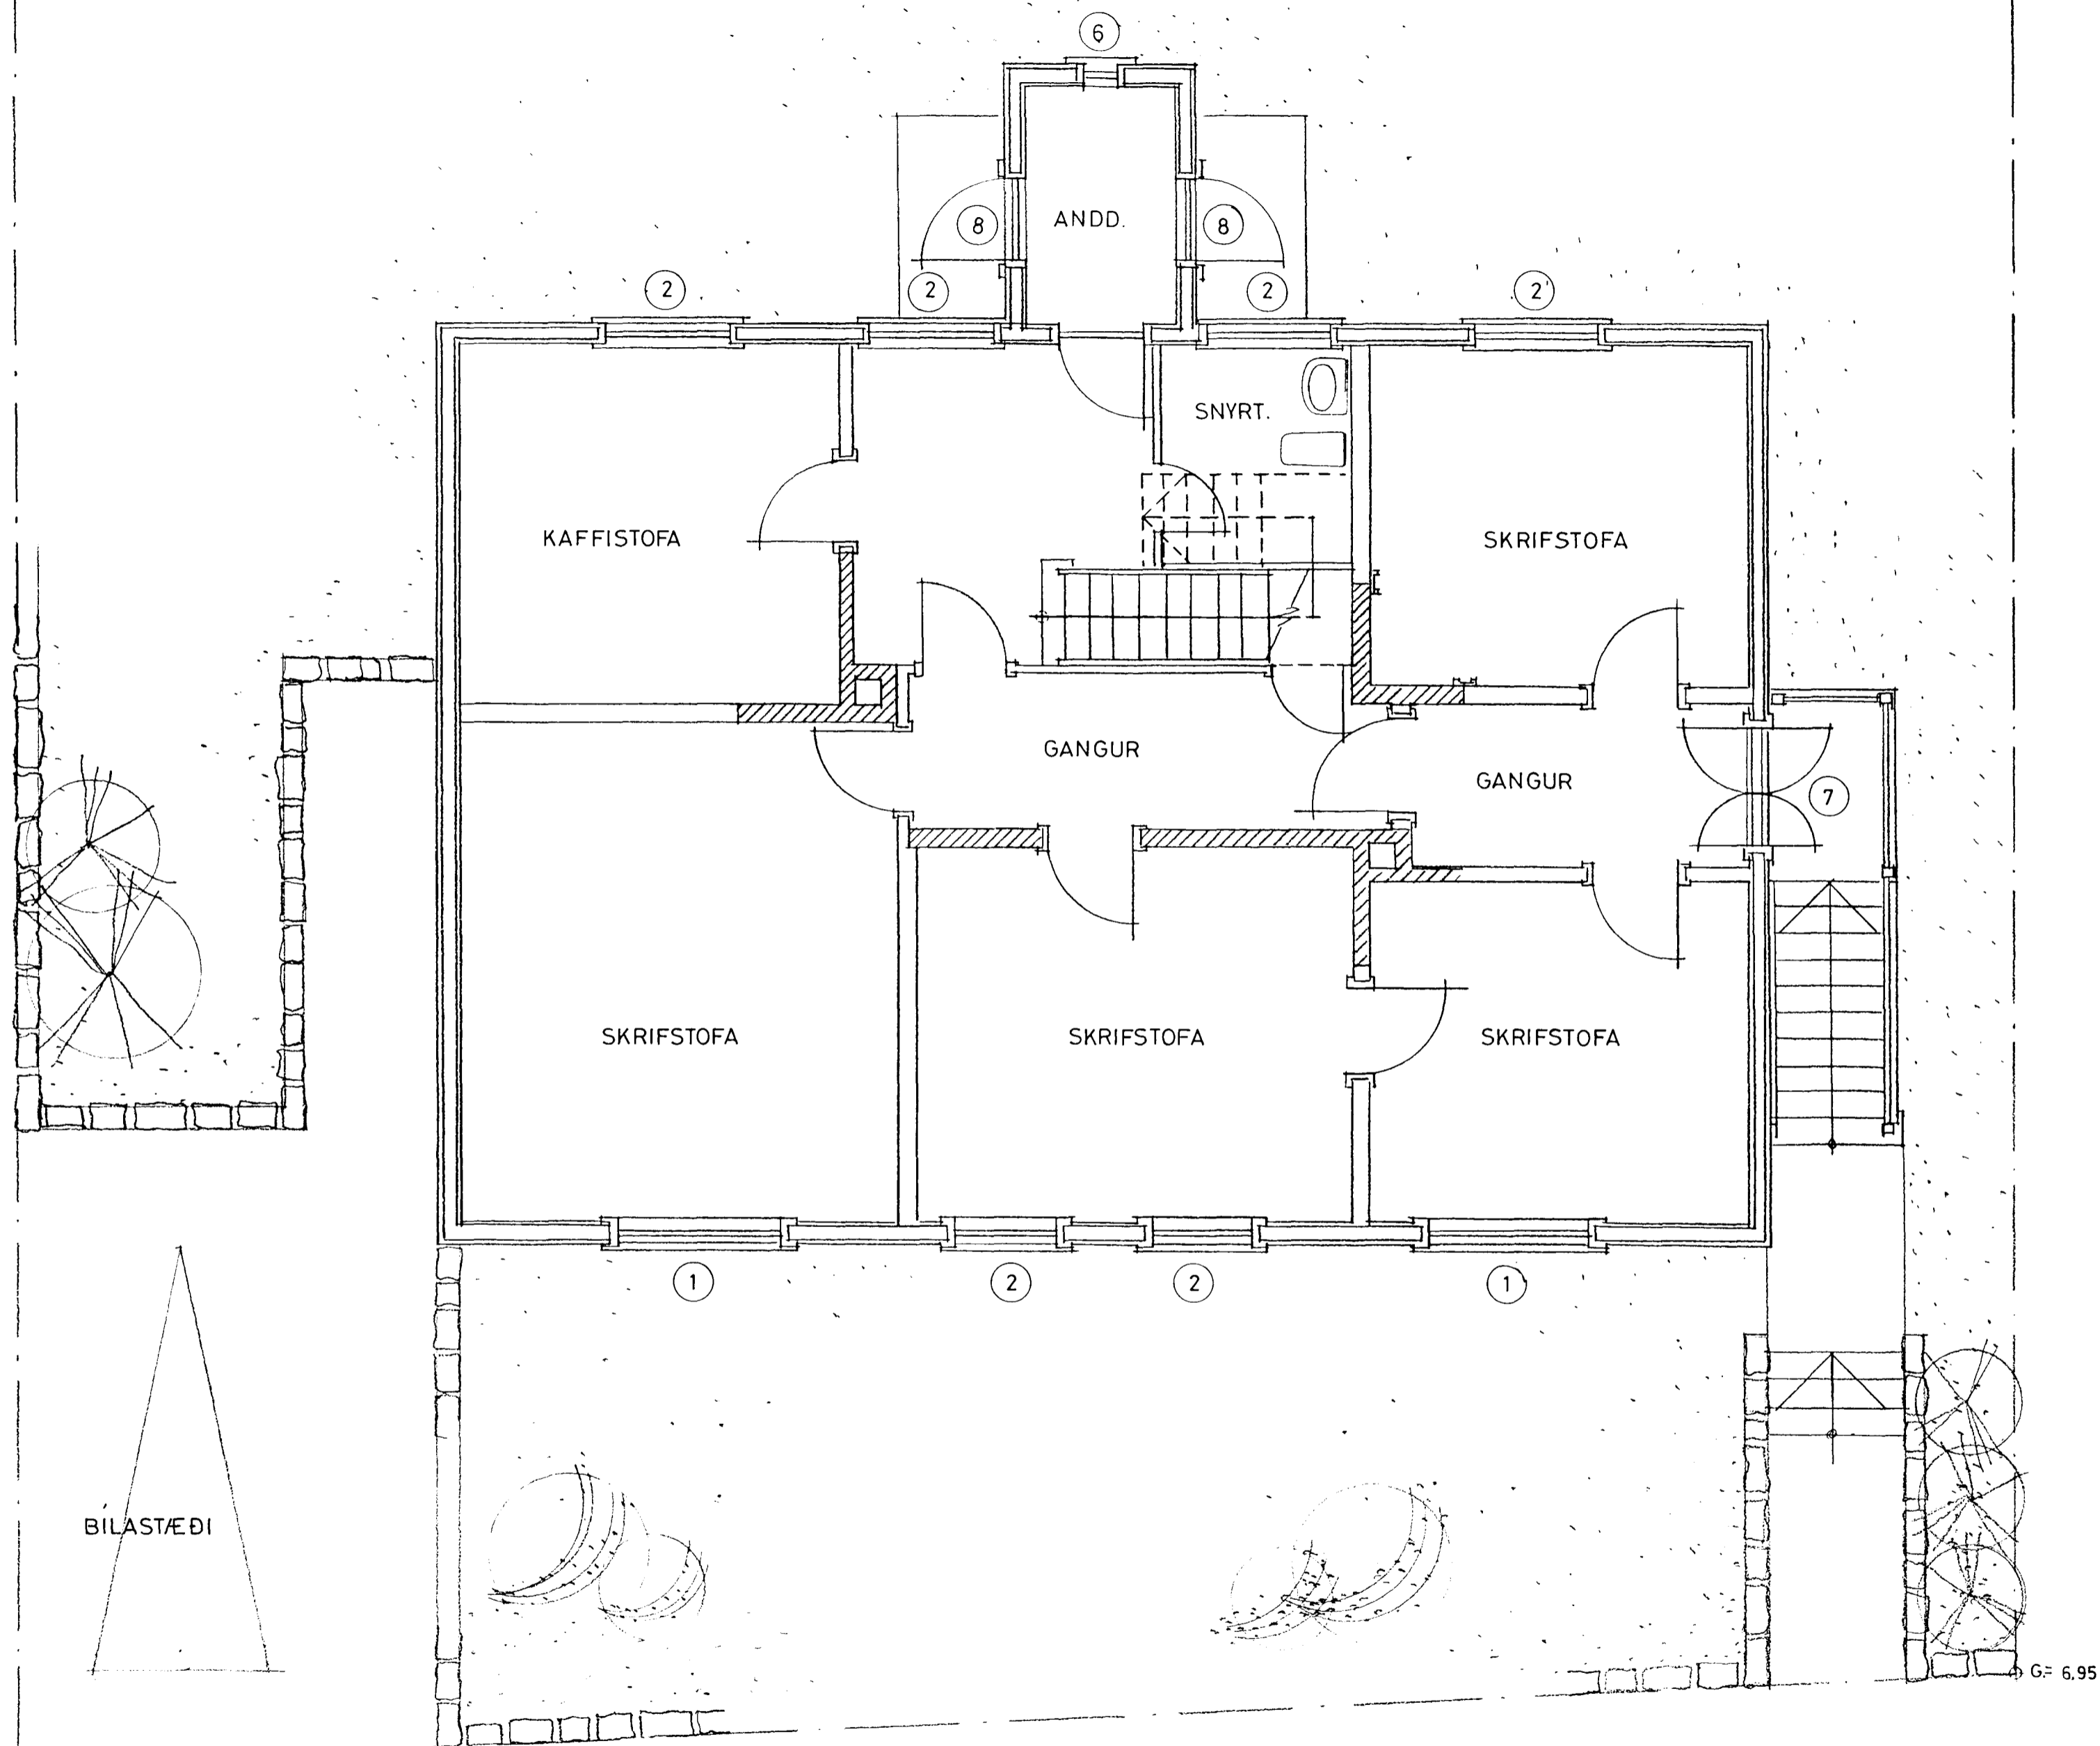 6
8
ANDD.
8
2
2
2
2
SNYRT.
KAFFISTOFA
SKRIFSTOFA
GANGUR
GANGUR
7
SKRIFSTOFA
SKRIFSTOFA
SKRIFSTOFA
1
2
2
1
BÍLASTÆÐI
G= 6,95